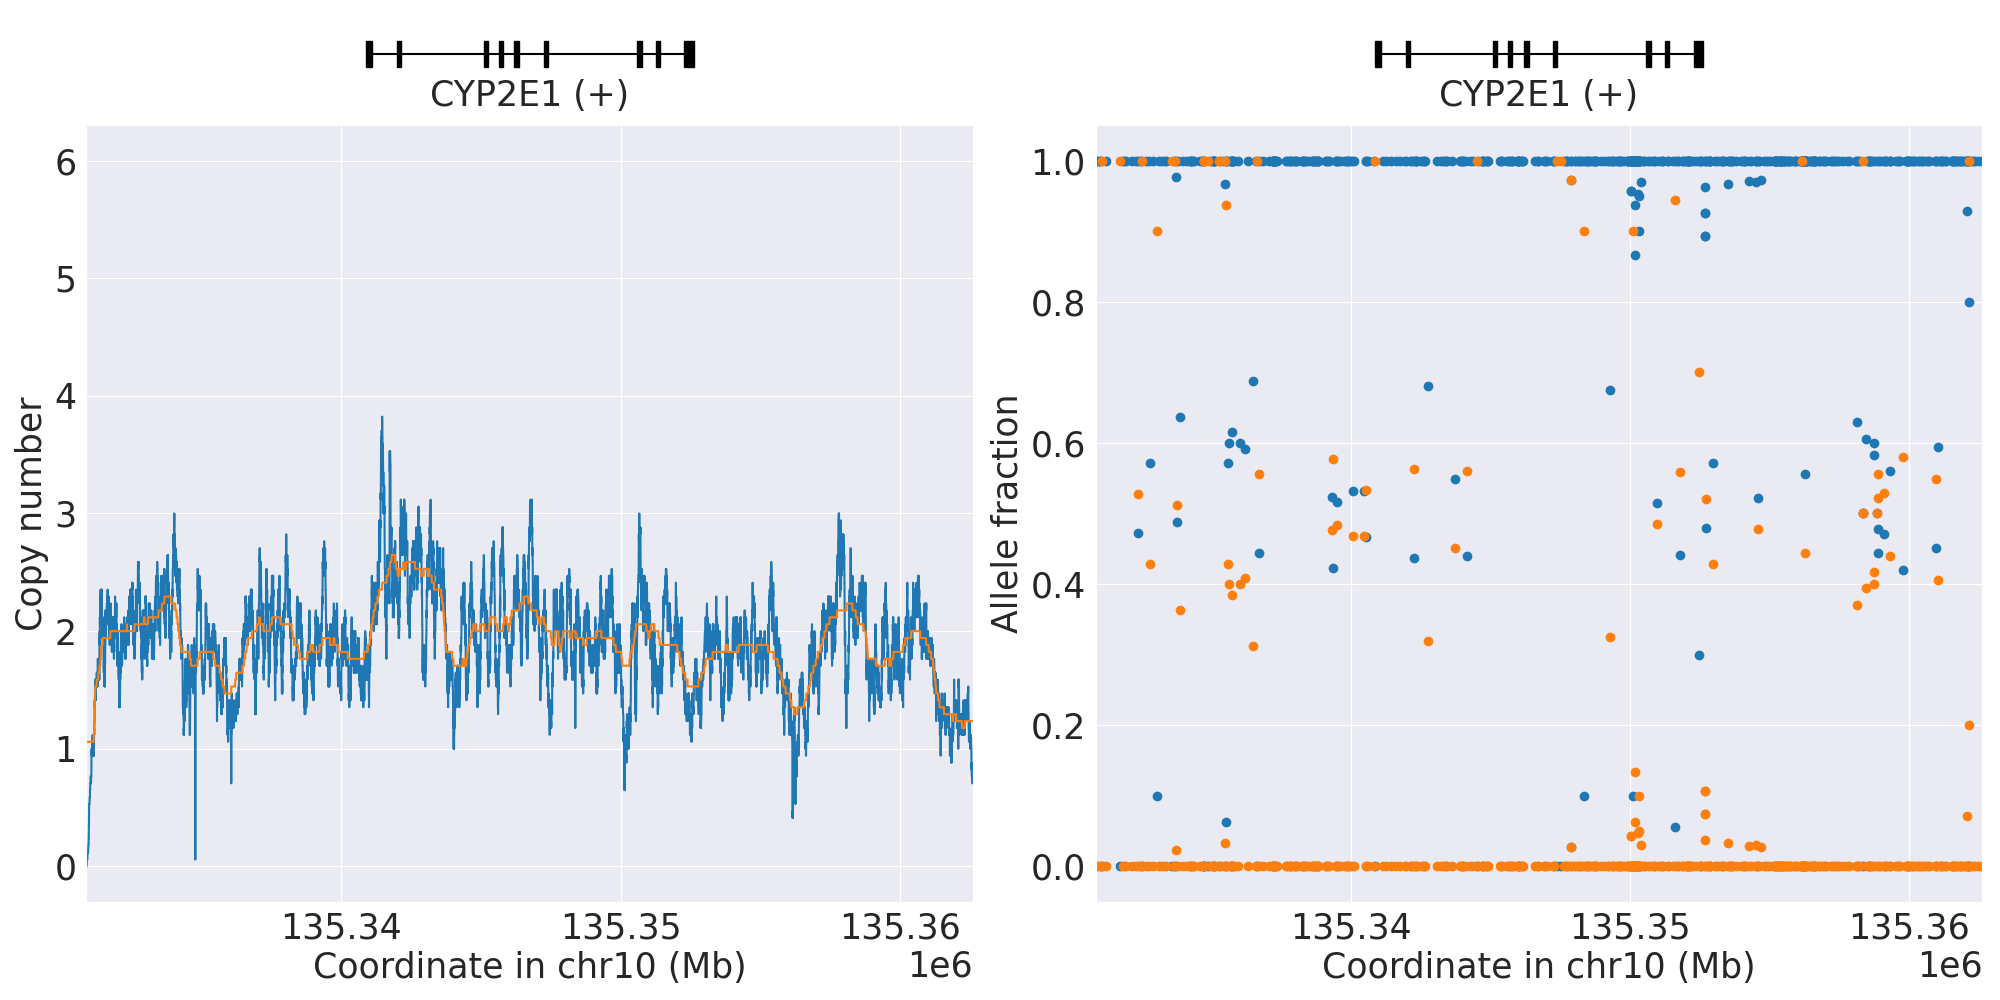 CYP2E1 (+)
6
5
4
3
2
1
0
Copy number
135.34 135.35 135.36
Coordinate in chr10 (Mb) 1e6
CYP2E1 (+)
1.0
0.8
0.6
0.4
0.2
0.0
Allele fraction
135.34 135.35 135.36
Coordinate in chr10 (Mb) 1e6